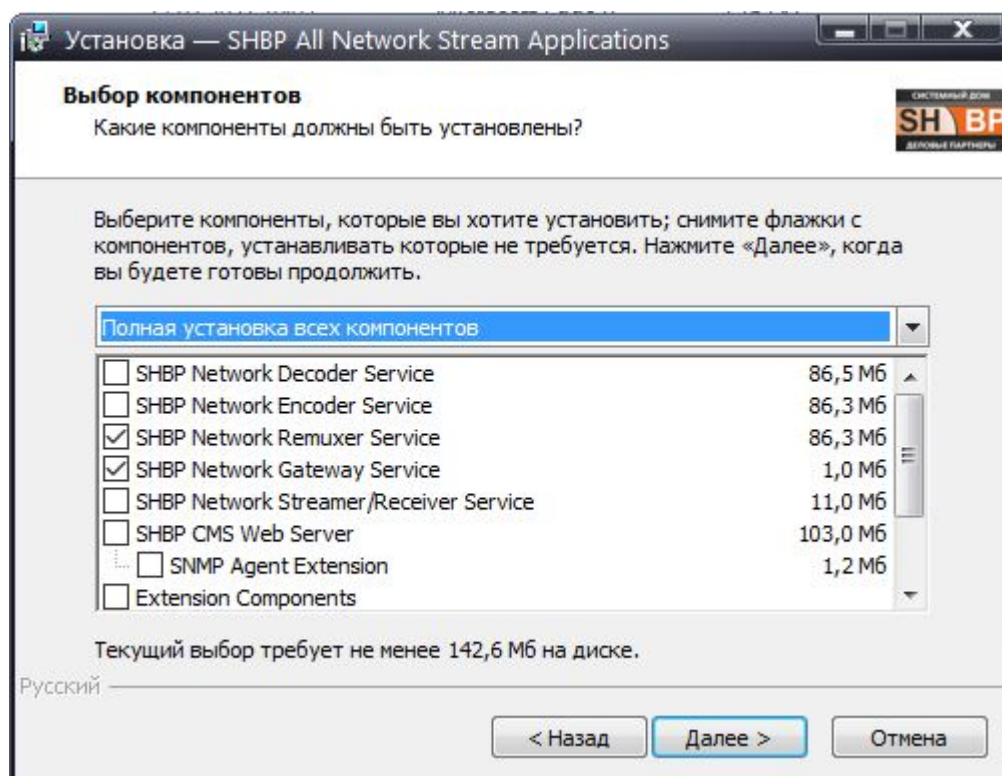 Установка — SHBP All Network Stream Applications
Выбор компонентов
Какие компоненты должны быть установлены?
СИСТЕМНЫЙ ДОМ
SH BP
ДЕЛОВЫЕ ПАРТНЕРЫ
Выберите компоненты, которые вы хотите установить; снимите флажки с
компонентов, устанавливать которые не требуется. Нажмите «Далее», когда
вы будете готовы продолжить.
Полная установка всех компонентов
SHBP Network Decoder Service 86,5 Мб
SHBP Network Encoder Service 86,3 Мб
SHBP Network Remuxer Service 86,3 Мб
SHBP Network Gateway Service 1,0 Мб
SHBP Network Streamer/Receiver Service 11,0 Мб
SHBP CMS Web Server 103,0 Мб
SNMP Agent Extension 1,2 Мб
Extension Components
Текущий выбор требует не менее 142,6 Мб на диске.
Русский
< Назад Далее > Отмена